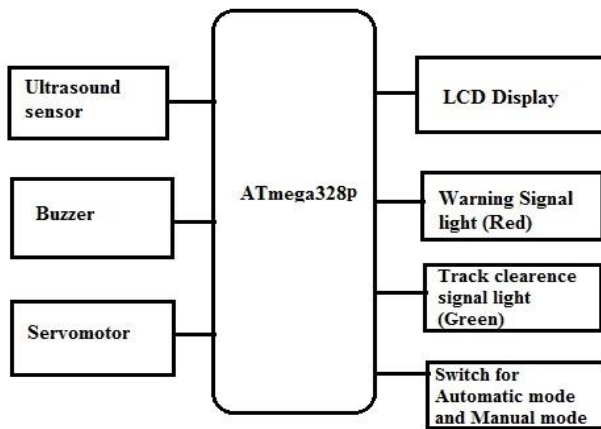 Ultrasound
sensor
Buzzer
Servomotor
ATmega328p
LCD Display
Warning Signal
light (Red)
Track clearence
signal light
(Green)
Switch for
Automatic mode
and Manual mode